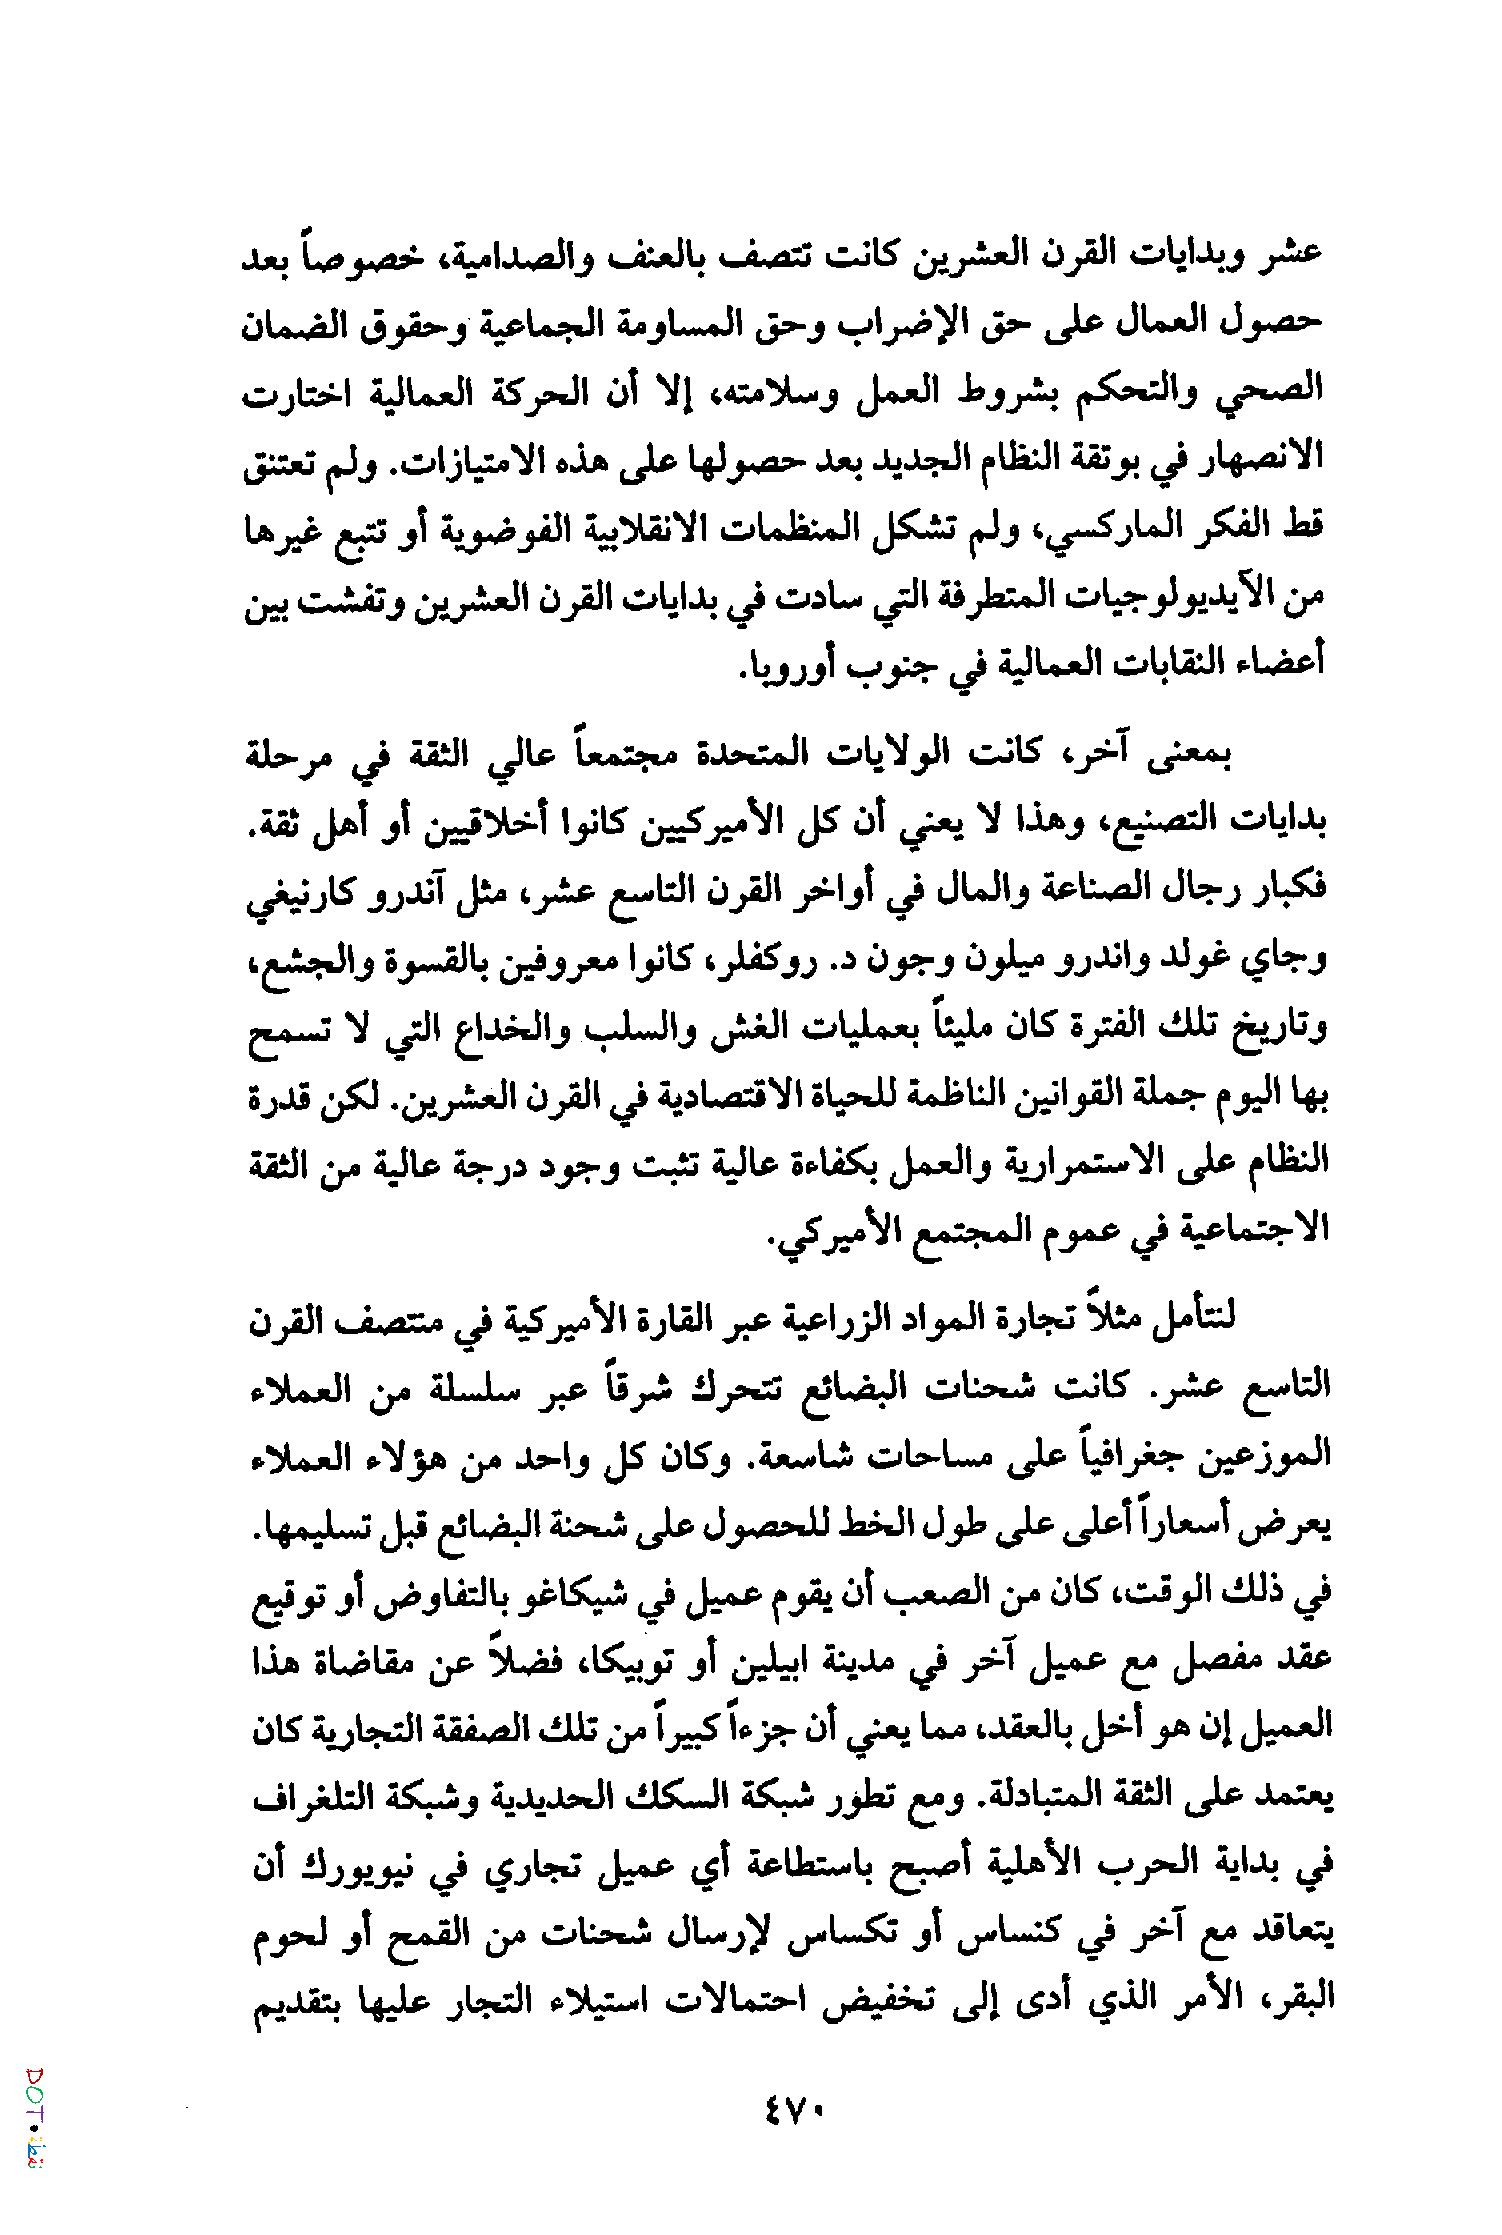 عشر وبدايات القرن العشرين كانت تتصف بالعنف والصدامية، خصوصاً بعد
حصول العمال على حق الإضراب وحق المساومة الجماعية وحقوق الضمان
الصحي والتحكم بشروط العمل وسلامته، إلا أن الحركة العمالية اختارت
الانصهار في بوتقة النظام الجديد بعد حصولها على هذه الامتيازات. ولم تعتنق
قط الفكر الماركسي، ولم تشكل المنظمات الانقلابية الفوضوية أو تتبع غيرها
من الآيديولوجيات المتطرفة التي سادت في بدايات القرن العشرين وتفشت بين
أعضاء النقابات العمالية في جنوب أوروبا.
بمعنى آخر، كانت الولايات المتحدة مجتمعاً عالي الثقة في مرحلة
بدايات التصنيع، وهذا لا يعني أن كل الأميركيين كانوا أخلاقيين أو أهل ثقة.
فكبار رجال الصناعة والمال في أواخر القرن التاسع عشر، مثل آندرو كارنيغي
وجاي غولد واندرو ميلون وجون د. روكفلر، كانوا معروفين بالقسوة والجشع،
وتاريخ تلك الفترة كان مليئاً بعمليات الغش والسلب والخداع التي لا تسمح
بها اليوم جملة القوانين الناظمة للحياة الاقتصادية في القرن العشرين. لكن قدرة
النظام على الاستمرارية والعمل بكفاءة عالية تثبت وجود درجة عالية من الثقة
الاجتماعية في عموم المجتمع الأميركي.
لنتأمل مثلاً تجارة المواد الزراعية عبر القارة الأميركية في منتصف القرن
التاسع عشر. كانت شحنات البضائع تتحرك شرقاً عبر سلسلة من العملاء
الموزعين جغرافياً على مساحات شاسعة. وكان كل واحد من هؤلاء العملاء
يعرض أسعاراً أعلى على طول الخط للحصول على شحنة البضائع قبل تسليمها.
في ذلك الوقت، كان من الصعب أن يقوم عميل في شيكاغو بالتفاوض أو توقيع
عقد مفصل مع عميل آخر في مدينة ابيلين أو توبيكا، فضلاً عن مقاضاة هذا
العميل إن هو أخل بالعقد، مما يعني أن جزءاً كبيراً من تلك الصفقة التجارية كان
يعتمد على الثقة المتبادلة. ومع تطور شبكة السكك الحديدية وشبكة التلغراف
في بداية الحرب الأهلية أصبح باستطاعة أي عميل تجاري في نيويورك أن
يتعاقد مع آخر في كنساس أو تكساس لإرسال شحنات من القمح أو لحوم
البقر، الأمر الذي أدى إلى تخفيض احتمالات استيلاء التجار عليها بتقديم
٤٧٠
DOT•نقطة